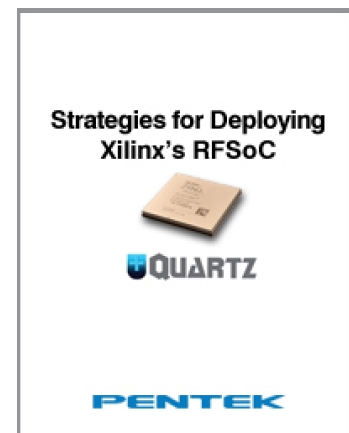 Strategies for Deploying
Xilinx's RFSoC
QUARTZ
PENTEK